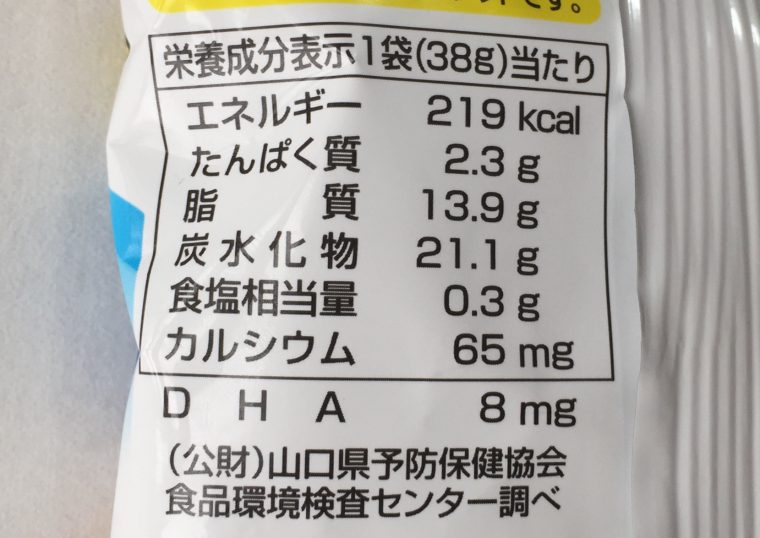 です。
栄養成分表示1袋(38g)当たり
エネルギー 219 kcal
たんぱく質 2.3 g
脂質 13.9 g
炭水化物 21.1 g
食塩相当量 0.3 g
カルシウム 65 mg
DHA 8 mg
(公財)山口県予防保健協会
食品環境検査センター調べ